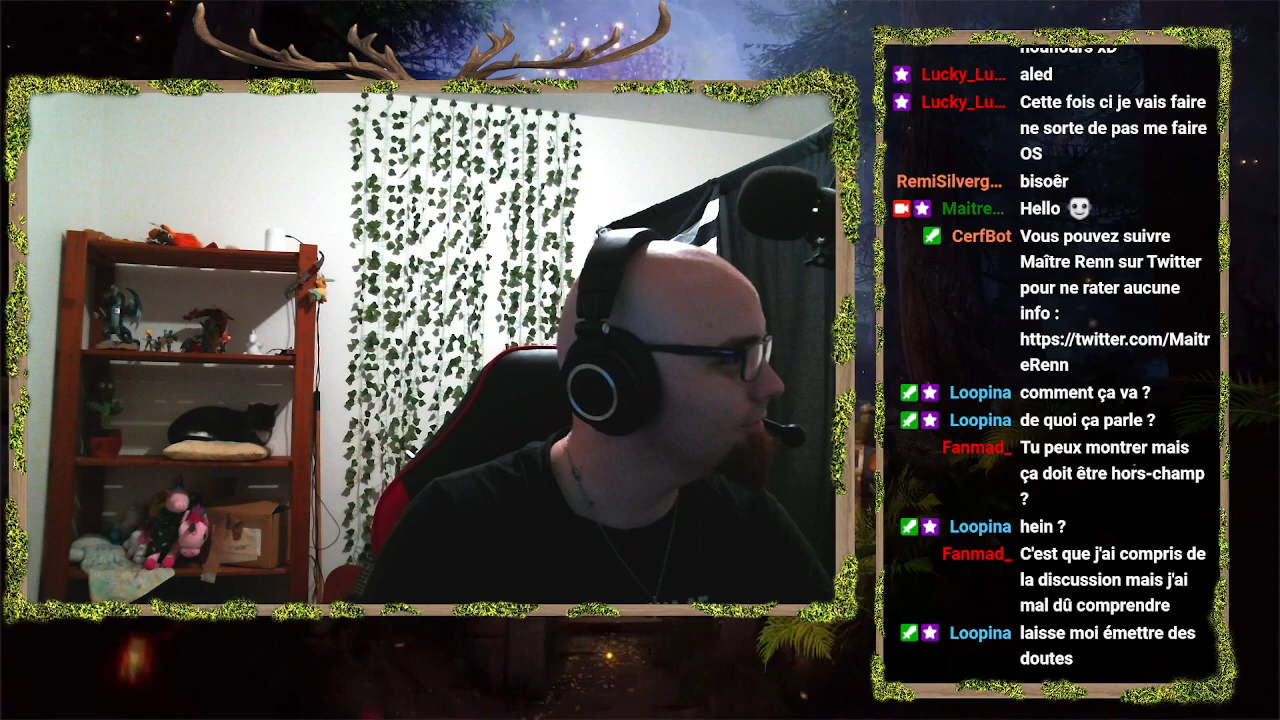 nounours xD
Lucky_Lu... aled
Lucky_Lu... Cette fois ci je vais faire
ne sorte de pas me faire
OS
RemiSilverg... bisoêr
Maitre... Hello
CerfBot Vous pouvez suivre
Maître Renn sur Twitter
pour ne rater aucune
info :
https://twitter.com/Maitr
eRenn
Loopina comment ça va ?
Loopina de quoi ça parle ?
Fanmad_ Tu peux montrer mais
ça doit être hors-champ
?
Loopina hein ?
Fanmad_ C'est que j'ai compris de
la discussion mais j'ai
mal dû comprendre
Loopina laisse moi émettre des
doutes